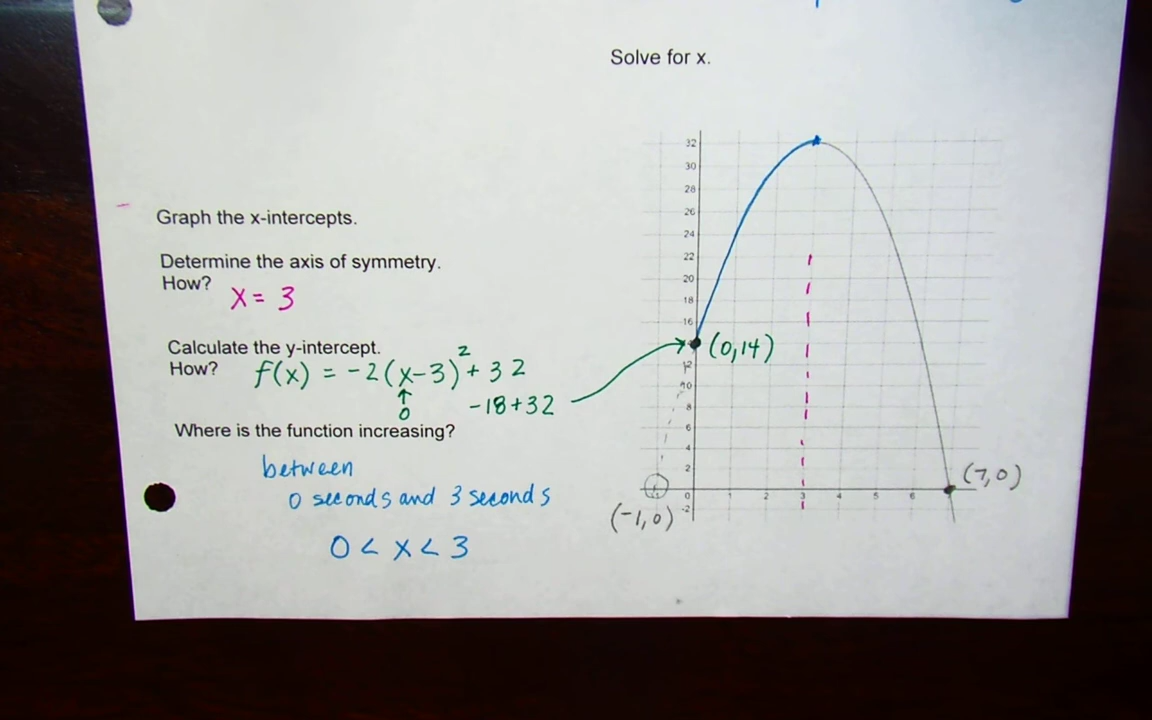 Solve for x.
Graph the x-intercepts.
Determine the axis of symmetry.
How?
x = 3
Calculate the y-intercept.
How? f(x) = -2(x-3)² + 32
↑
0
-18+32
Where is the function increasing?
between
0 seconds and 3 seconds
0 < x < 3
32
30
28
26
24
22
20
18
16
(0,14)
12
10
8
6
4
2
0 1 2 3 4 5 6
-2
(7,0)
(-1,0)